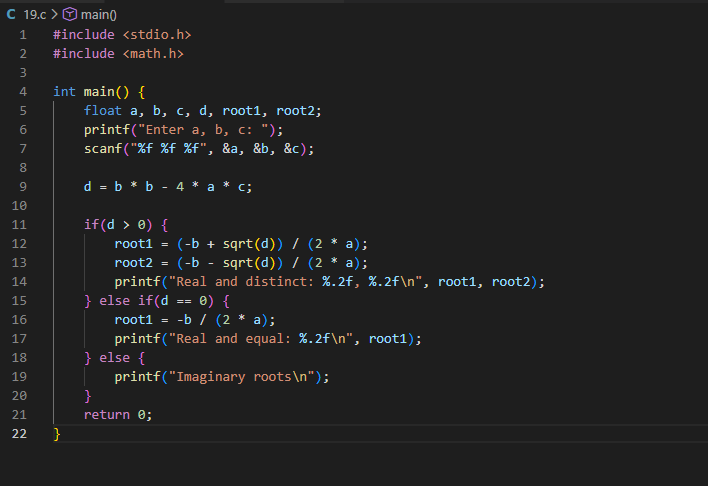 C 19.c > main()
1 #include <stdio.h>
2 #include <math.h>
3
4 int main() {
5     float a, b, c, d, root1, root2;
6     printf("Enter a, b, c: ");
7     scanf("%f %f %f", &a, &b, &c);
8
9     d = b * b - 4 * a * c;
10
11     if(d > 0) {
12         root1 = (-b + sqrt(d)) / (2 * a);
13         root2 = (-b - sqrt(d)) / (2 * a);
14         printf("Real and distinct: %.2f, %.2f\n", root1, root2);
15     } else if(d == 0) {
16         root1 = -b / (2 * a);
17         printf("Real and equal: %.2f\n", root1);
18     } else {
19         printf("Imaginary roots\n");
20     }
21     return 0;
22 }